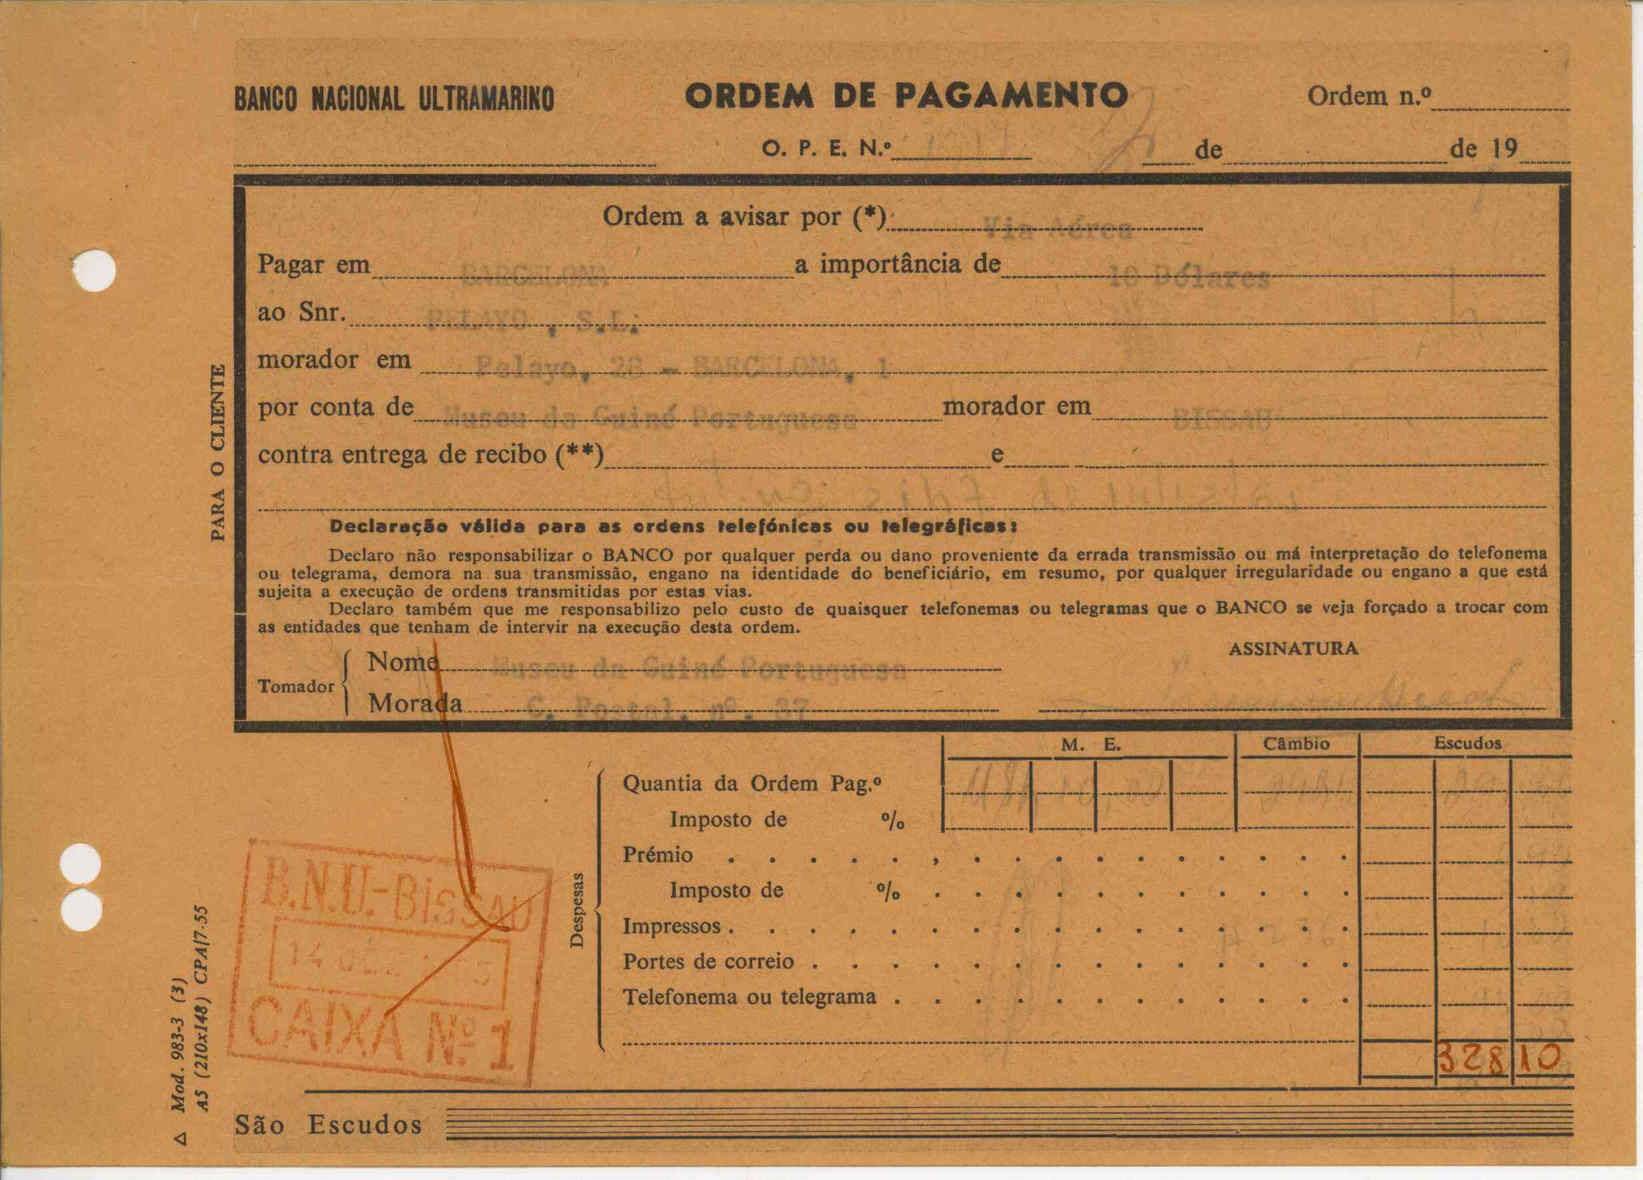 BANCO NACIONAL ULTRAMARINO
ORDEM DE PAGAMENTO
Ordem n.º
O. P. E. N.º
de de 19
Ordem a avisar por (*) Via Aérea
Pagar em BARCELONA a importância de 10 Dólares
ao Snr. PELAYO , S.L.
morador em Pelayo, 28 - BARCELONA, 1
por conta de Museu da Guiné Portuguesa morador em BISSAU
contra entrega de recibo (**) e
Declaração válida para as ordens telefónicas ou telegráficas:
Declaro não responsabilizar o BANCO por qualquer perda ou dano proveniente da errada transmissão ou má interpretação do telefonema
ou telegrama, demora na sua transmissão, engano na identidade do beneficiário, em resumo, por qualquer irregularidade ou engano a que está
sujeita a execução de ordens transmitidas por estas vias.
Declaro também que me responsabilizo pelo custo de quaisquer telefonemas ou telegramas que o BANCO se veja forçado a trocar com
as entidades que tenham de intervir na execução desta ordem.
ASSINATURA
Tomador
Nome Museu da Guiné Portuguesa
Morada C. Postal. nº. 37
PARA O CLIENTE
M. E. Câmbio Escudos
Quantia da Ordem Pag.º
Imposto de %
Prémio
Imposto de %
Impressos
Portes de correio
Telefonema ou telegrama
Despesas
328 10
B.N.U.-BISSAU
14
CAIXA Nº 1
São Escudos
Mod. 983-3 (3)
A5 (210x148) CPA/7-55